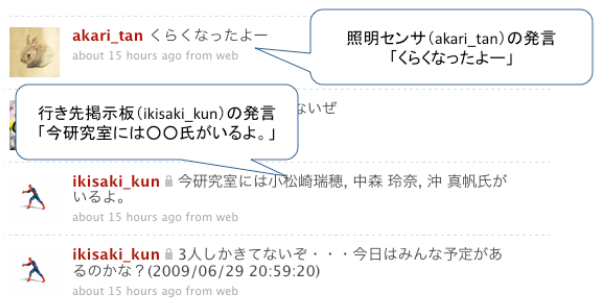 akari_tan くらくなったよー
about 15 hours ago from web
照明センサ(akari_tan)の発言
「くらくなったよー」
行き先掲示板(ikisaki_kun)の発言
「今研究室には〇〇氏がいるよ。」
ないぜ
ikisaki_kun 今研究室には小松崎瑞穂, 中森 玲奈, 沖 真帆氏が
いるよ。
about 15 hours ago from web
ikisaki_kun 3人しかきてないぞ・・・今日はみんな予定があ
るのかな?(2009/06/29 20:59:20)
about 15 hours ago from web